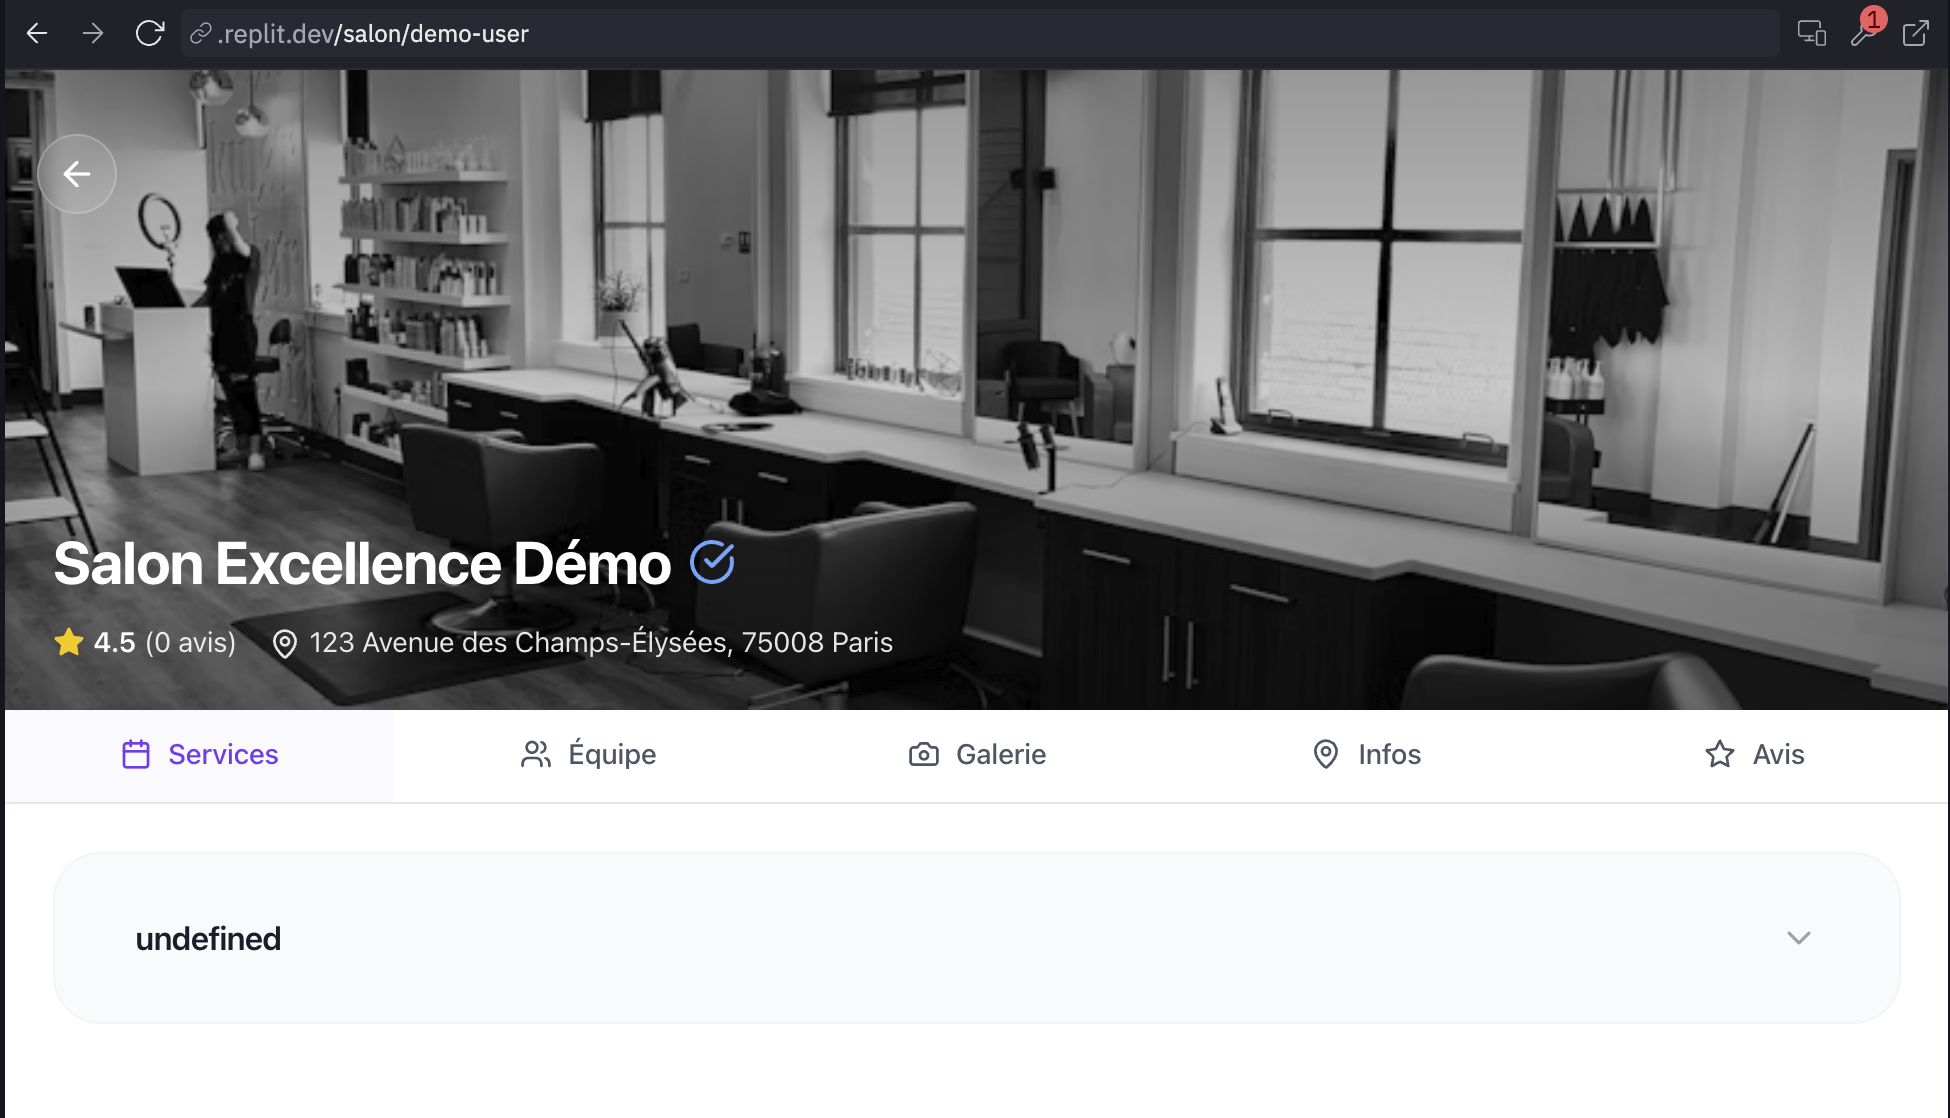 .replit.dev/salon/demo-user
1
Salon Excellence Démo
4.5 (0 avis) 123 Avenue des Champs-Élysées, 75008 Paris
Services Équipe Galerie Infos Avis
undefined